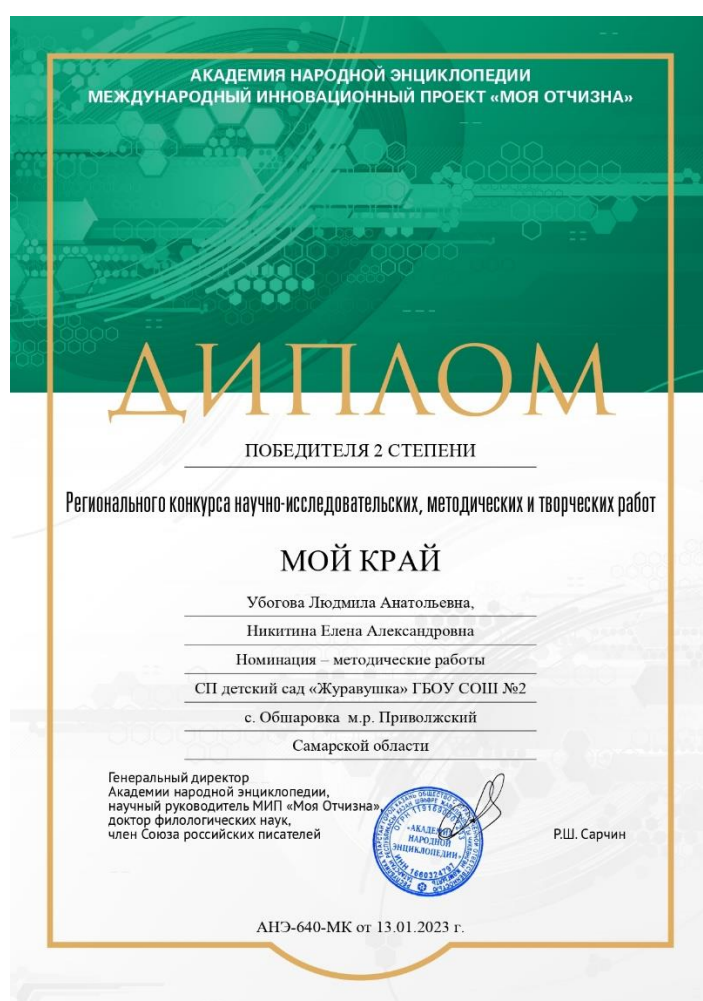 АКАДЕМИЯ НАРОДНОЙ ЭНЦИКЛОПЕДИИ
МЕЖДУНАРОДНЫЙ ИННОВАЦИОННЫЙ ПРОЕКТ «МОЯ ОТЧИЗНА»
ДИПЛОМ
ПОБЕДИТЕЛЯ 2 СТЕПЕНИ
Регионального конкурса научно-исследовательских, методических и творческих работ
МОЙ КРАЙ
Убогова Людмила Анатольевна,
Никитина Елена Александровна
Номинация – методические работы
СП детский сад «Журавушка» ГБОУ СОШ №2
с. Обшаровка м.р. Приволжский
Самарской области
Генеральный директор
Академии народной энциклопедии,
научный руководитель МИП «Моя Отчизна»,
доктор филологических наук,
член Союза российских писателей
«АКАДЕМИЯ
НАРОДНОЙ
ЭНЦИКЛОПЕДИИ»
ИНН 1660324797
Р.Ш. Сарчин
АНЭ-640-МК от 13.01.2023 г.